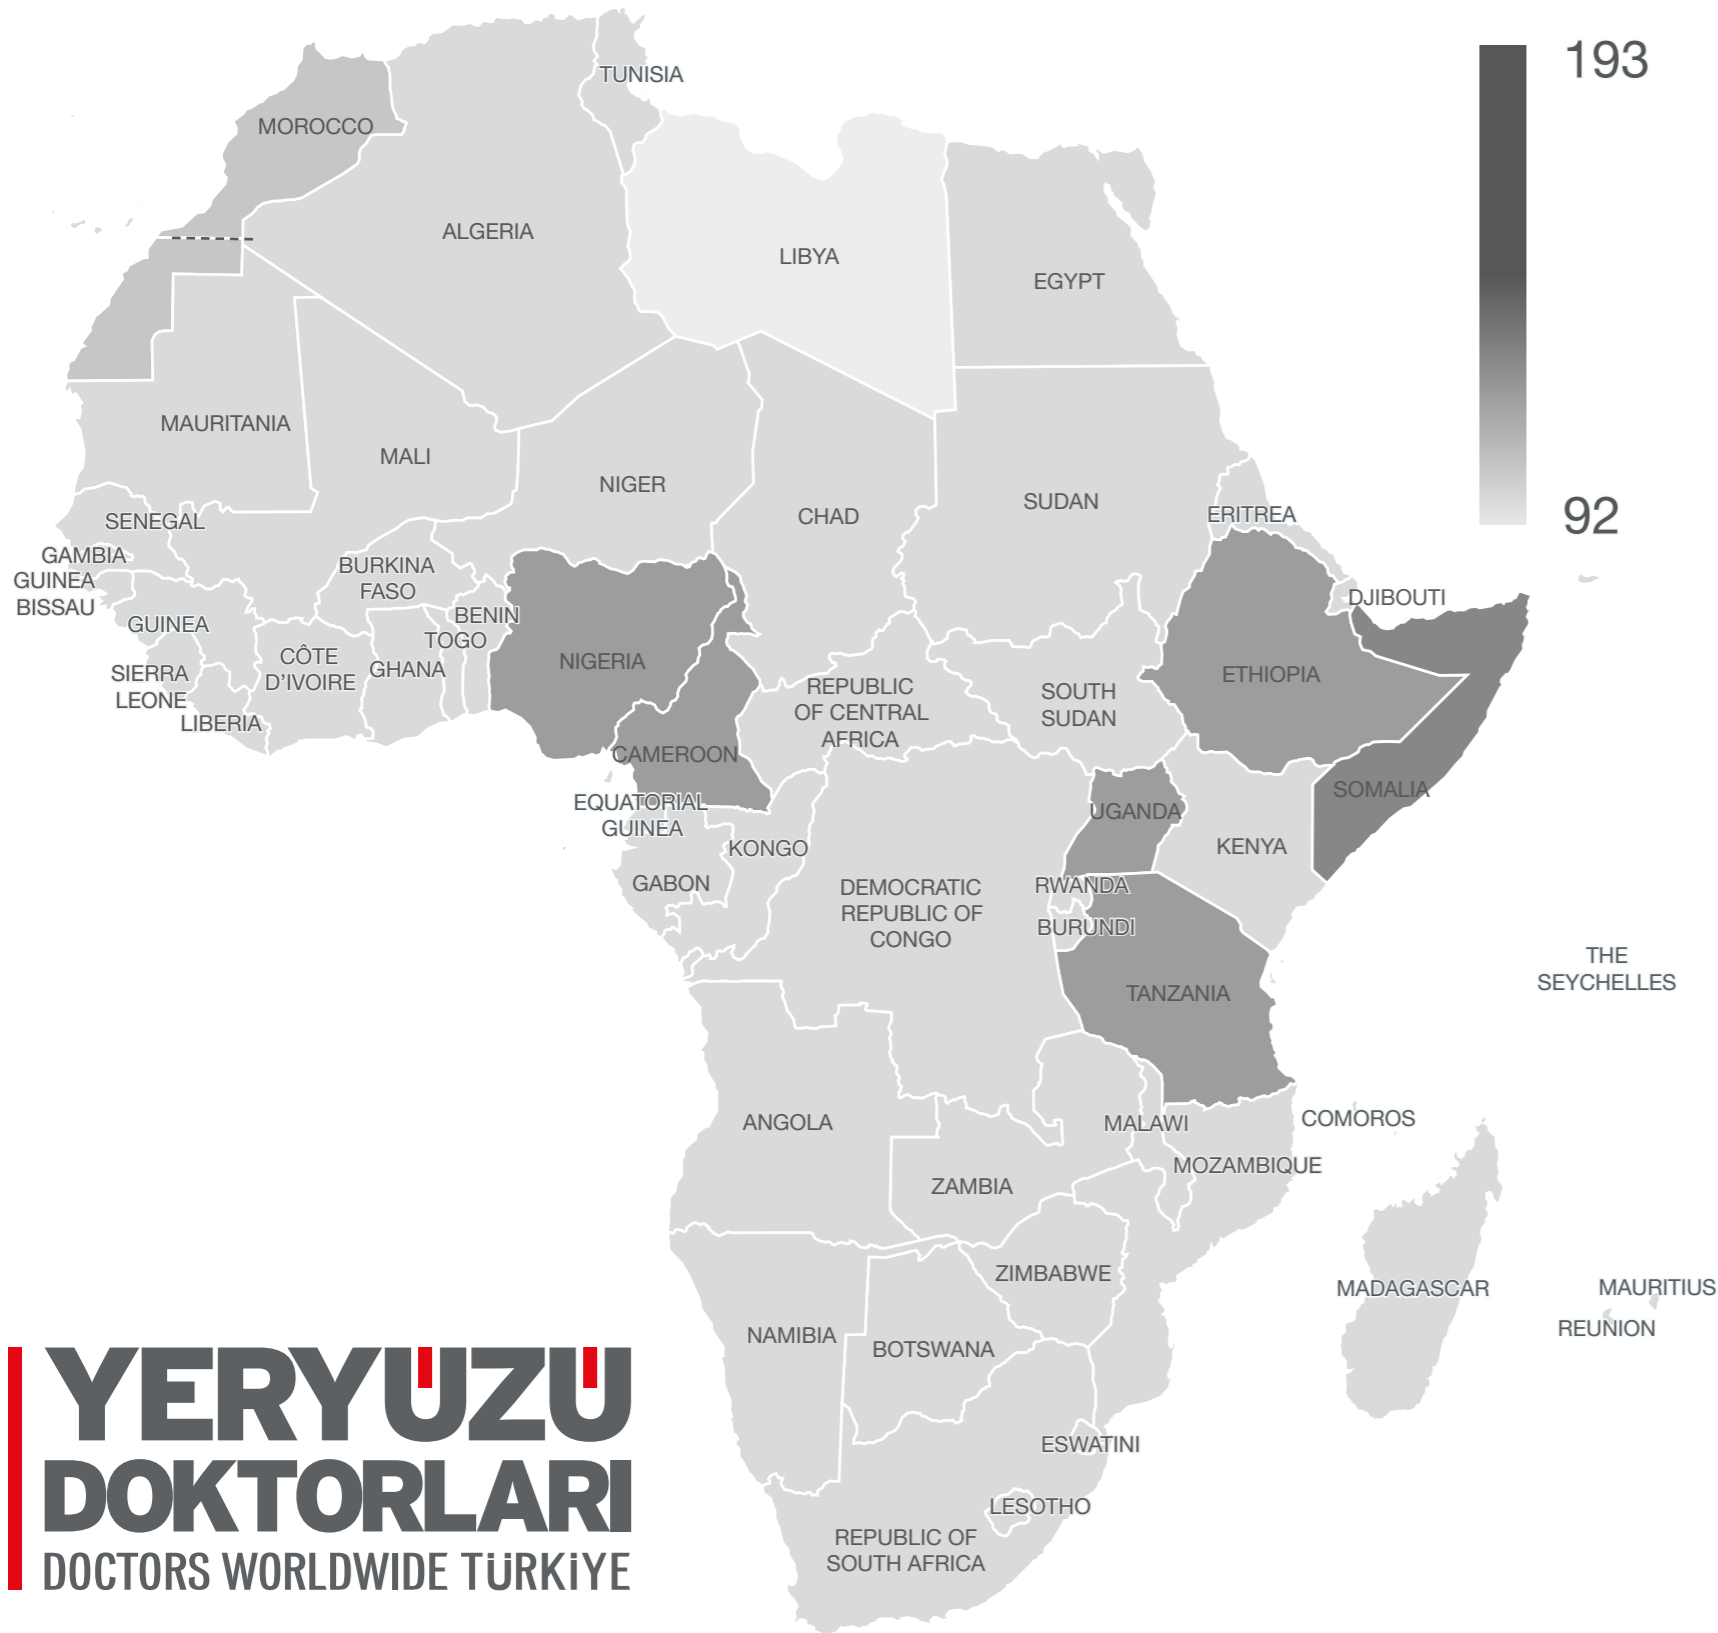 193
92
TUNISIA
MOROCCO
ALGERIA
LIBYA
EGYPT
MAURITANIA
MALI
NIGER
CHAD
SUDAN
ERITREA
SENEGAL
GAMBIA
GUINEA
BISSAU
GUINEA
BURKINA
FASO
BENIN
TOGO
CÔTE
D'IVOIRE
GHANA
SIERRA
LEONE
LIBERIA
NIGERIA
CAMEROON
REPUBLIC
OF CENTRAL
AFRICA
SOUTH
SUDAN
ETHIOPIA
DJIBOUTI
SOMALIA
EQUATORIAL
GUINEA
KONGO
GABON
DEMOCRATIC
REPUBLIC OF
CONGO
UGANDA
KENYA
RWANDA
BURUNDI
TANZANIA
THE
SEYCHELLES
ANGOLA
ZAMBIA
MALAWI
MOZAMBIQUE
COMOROS
ZIMBABWE
MADAGASCAR
MAURITIUS
REUNION
NAMIBIA
BOTSWANA
ESWATINI
LESOTHO
REPUBLIC OF
SOUTH AFRICA
YERYÜZÜ
DOKTORLARI
DOCTORS WORLDWIDE TÜRKİYE